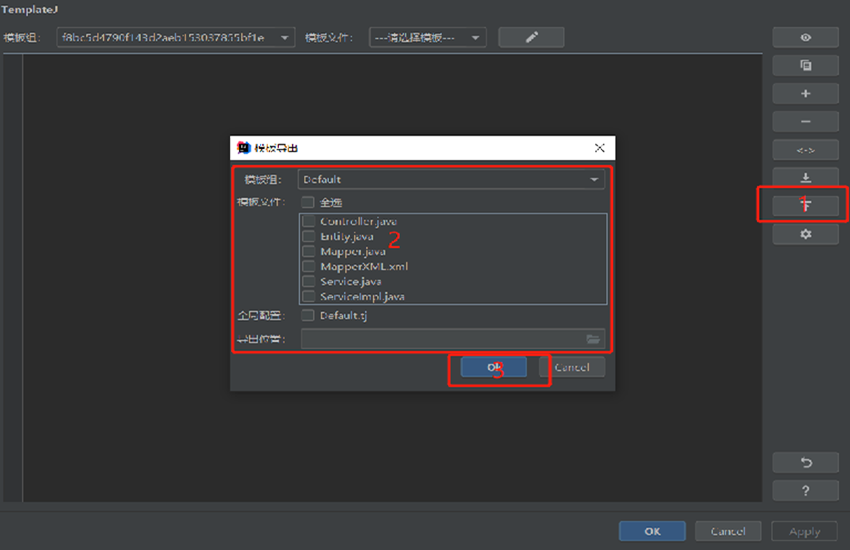 TemplateJ
模板组: f8bc5d4790f143d2aeb153037855bf1e 模板文件: ---请选择模板---
模板导出
模板组: Default
模板文件: 全选
Controller.java
Entity.java
2
Mapper.java
MapperXML.xml
Service.java
ServiceImpl.java
全局配置: Default.tj
导出位置:
OK Cancel
3
<->
1
?
OK Cancel Apply